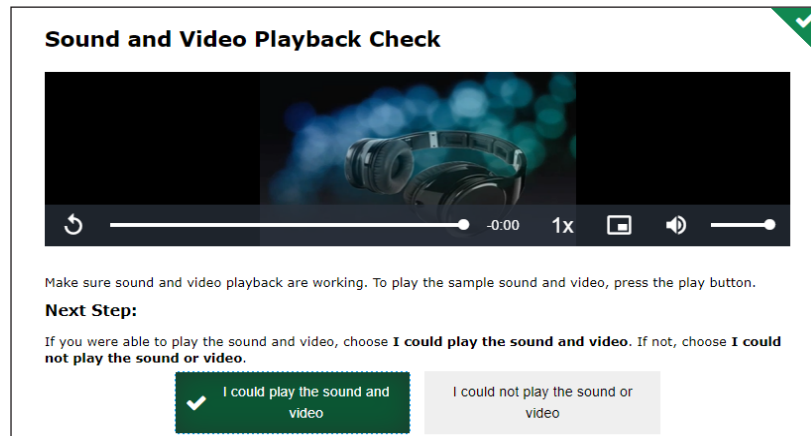 Sound and Video Playback Check
-0:00 1x
Make sure sound and video playback are working. To play the sample sound and video, press the play button.
Next Step:
If you were able to play the sound and video, choose I could play the sound and video. If not, choose I could
not play the sound or video.
I could play the sound and
video
I could not play the sound or
video